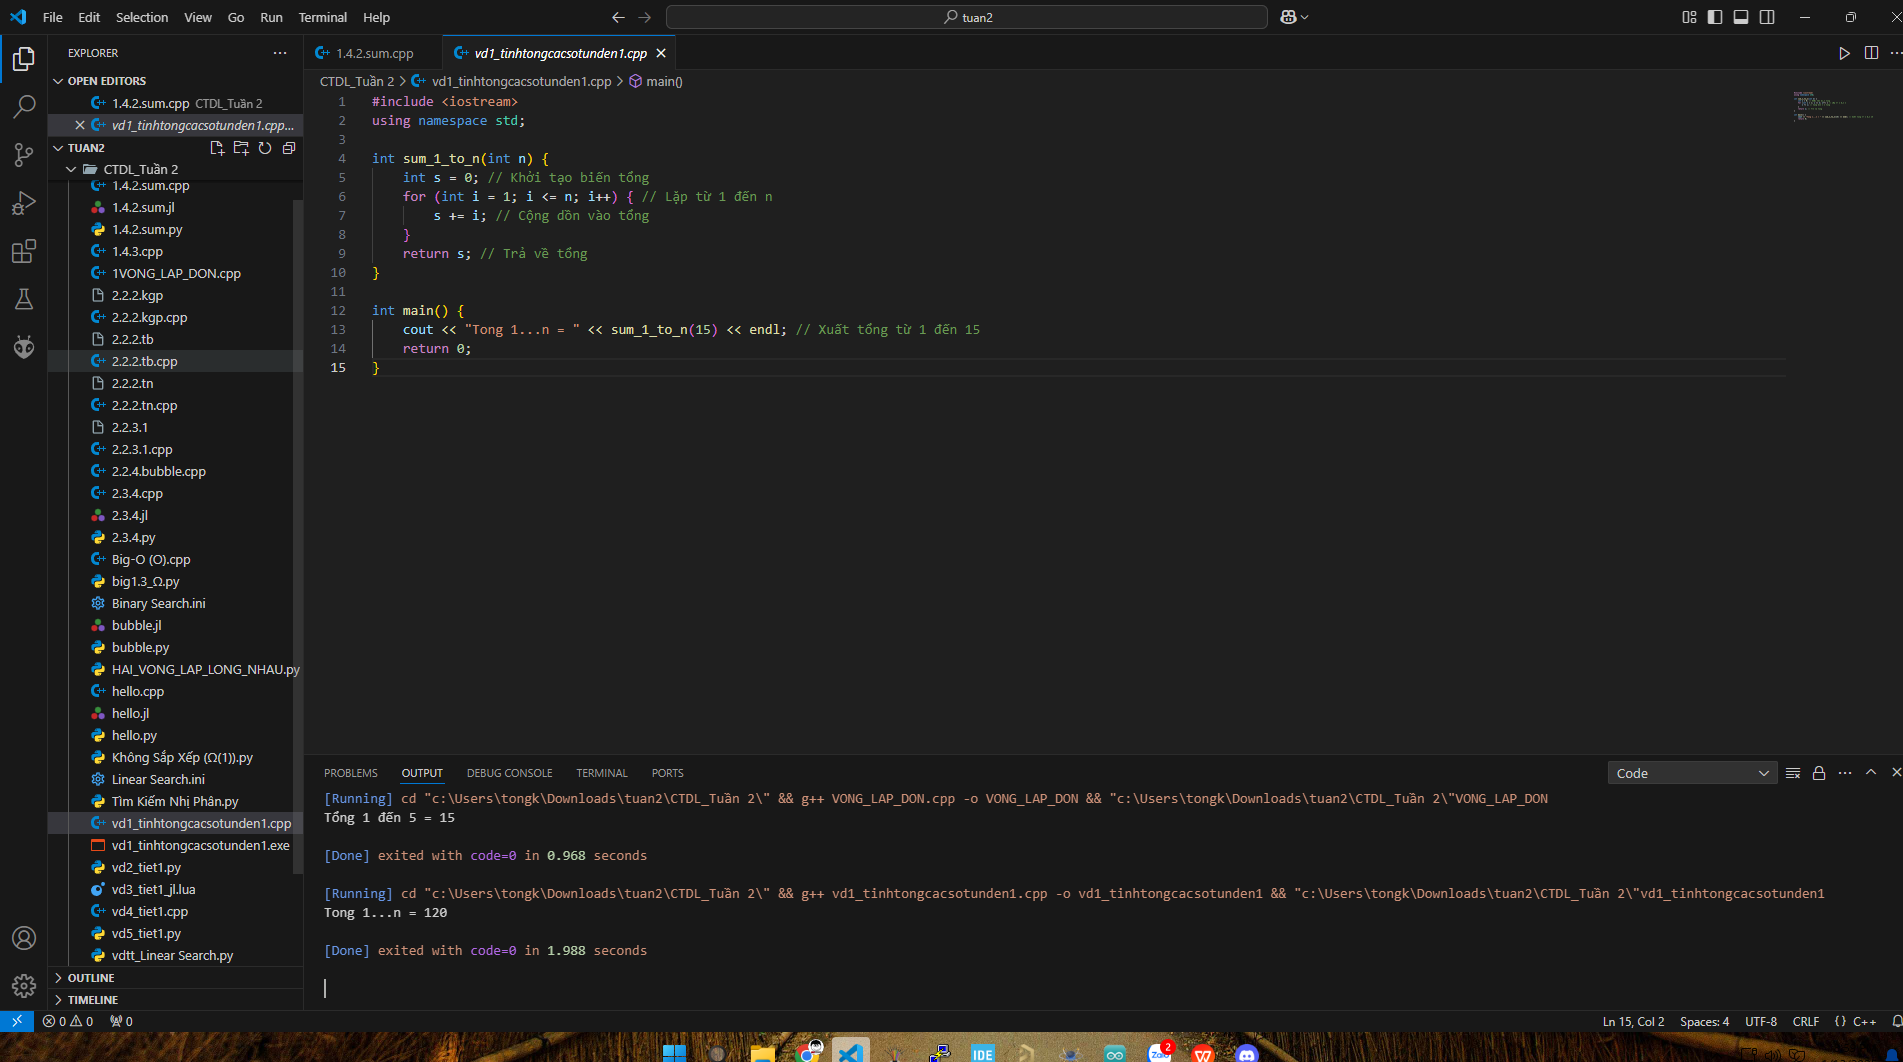 File Edit Selection View Go Run Terminal Help
tuan2
EXPLORER
OPEN EDITORS
1.4.2.sum.cpp CTDL_Tuần 2
vd1_tinhtongcacsotunden1.cpp...
TUAN2
CTDL_Tuần 2
1.4.2.sum.cpp
1.4.2.sum.jl
1.4.2.sum.py
1.4.3.cpp
1VONG_LAP_DON.cpp
2.2.2.kgp
2.2.2.kgp.cpp
2.2.2.tb
2.2.2.tb.cpp
2.2.2.tn
2.2.2.tn.cpp
2.2.3.1
2.2.3.1.cpp
2.2.4.bubble.cpp
2.3.4.cpp
2.3.4.jl
2.3.4.py
Big-O (O).cpp
big1.3_Ω.py
Binary Search.ini
bubble.jl
bubble.py
HAI_VONG_LAP_LONG_NHAU.py
hello.cpp
hello.jl
hello.py
Không Sắp Xếp (Ω(1)).py
Linear Search.ini
Tìm Kiếm Nhị Phân.py
vd1_tinhtongcacsotunden1.cpp
vd1_tinhtongcacsotunden1.exe
vd2_tiet1.py
vd3_tiet1_jl.lua
vd4_tiet1.cpp
vd5_tiet1.py
vdtt_Linear Search.py
OUTLINE
TIMELINE
1.4.2.sum.cpp vd1_tinhtongcacsotunden1.cpp
CTDL_Tuần 2 > vd1_tinhtongcacsotunden1.cpp > main()
1 #include <iostream>
2 using namespace std;
3
4 int sum_1_to_n(int n) {
5 int s = 0; // Khởi tạo biến tổng
6 for (int i = 1; i <= n; i++) { // Lặp từ 1 đến n
7 s += i; // Cộng dồn vào tổng
8 }
9 return s; // Trả về tổng
10 }
11
12 int main() {
13 cout << "Tong 1...n = " << sum_1_to_n(15) << endl; // Xuất tổng từ 1 đến 15
14 return 0;
15 }
PROBLEMS OUTPUT DEBUG CONSOLE TERMINAL PORTS
Code
[Running] cd "c:\Users\tongk\Downloads\tuan2\CTDL_Tuần 2\" && g++ VONG_LAP_DON.cpp -o VONG_LAP_DON && "c:\Users\tongk\Downloads\tuan2\CTDL_Tuần 2\"VONG_LAP_DON
Tổng 1 đến 5 = 15
[Done] exited with code=0 in 0.968 seconds
[Running] cd "c:\Users\tongk\Downloads\tuan2\CTDL_Tuần 2\" && g++ vd1_tinhtongcacsotunden1.cpp -o vd1_tinhtongcacsotunden1 && "c:\Users\tongk\Downloads\tuan2\CTDL_Tuần 2\"vd1_tinhtongcacsotunden1
Tong 1...n = 120
[Done] exited with code=0 in 1.988 seconds
0 0 0
Ln 15, Col 2 Spaces: 4 UTF-8 CRLF {} C++
IDE
Zalo
2